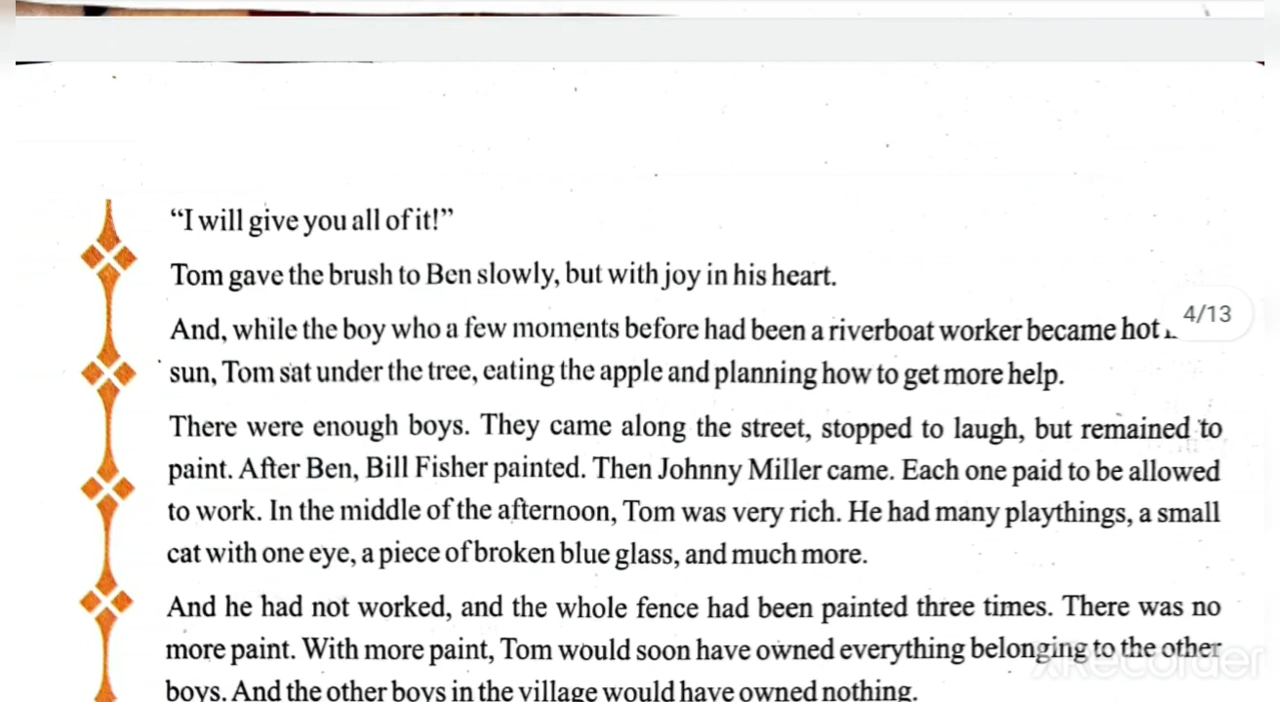 “I will give you all of it!”
Tom gave the brush to Ben slowly, but with joy in his heart.
And, while the boy who a few moments before had been a riverboat worker became hot
4/13
sun, Tom sat under the tree, eating the apple and planning how to get more help.
There were enough boys. They came along the street, stopped to laugh, but remained to
paint. After Ben, Bill Fisher painted. Then Johnny Miller came. Each one paid to be allowed
to work. In the middle of the afternoon, Tom was very rich. He had many playthings, a small
cat with one eye, a piece of broken blue glass, and much more.
And he had not worked, and the whole fence had been painted three times. There was no
more paint. With more paint, Tom would soon have owned everything belonging to the other
XRecorder
boys. And the other boys in the village would have owned nothing.